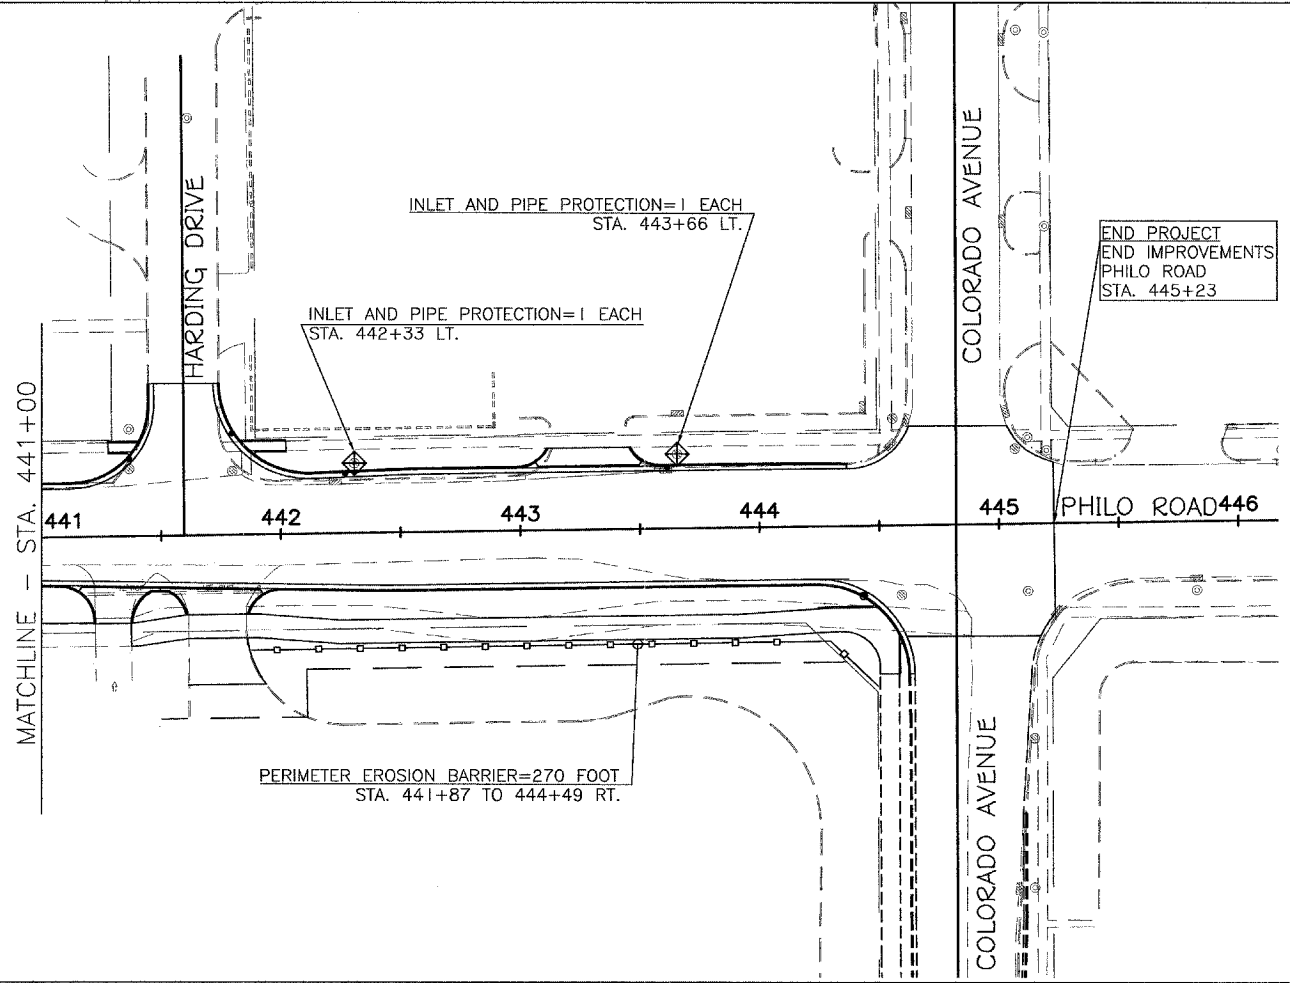 INLET AND PIPE PROTECTION=1 EACH
STA. 443+66 LT.
INLET AND PIPE PROTECTION=1 EACH
STA. 442+33 LT.
HARDING DRIVE
COLORADO AVENUE
END PROJECT
END IMPROVEMENTS
PHILO ROAD
STA. 445+23
MATCHLINE – STA. 441+00
441
442
443
444
445
PHILO ROAD
446
PERIMETER EROSION BARRIER=270 FOOT
STA. 441+87 TO 444+49 RT.
COLORADO AVENUE